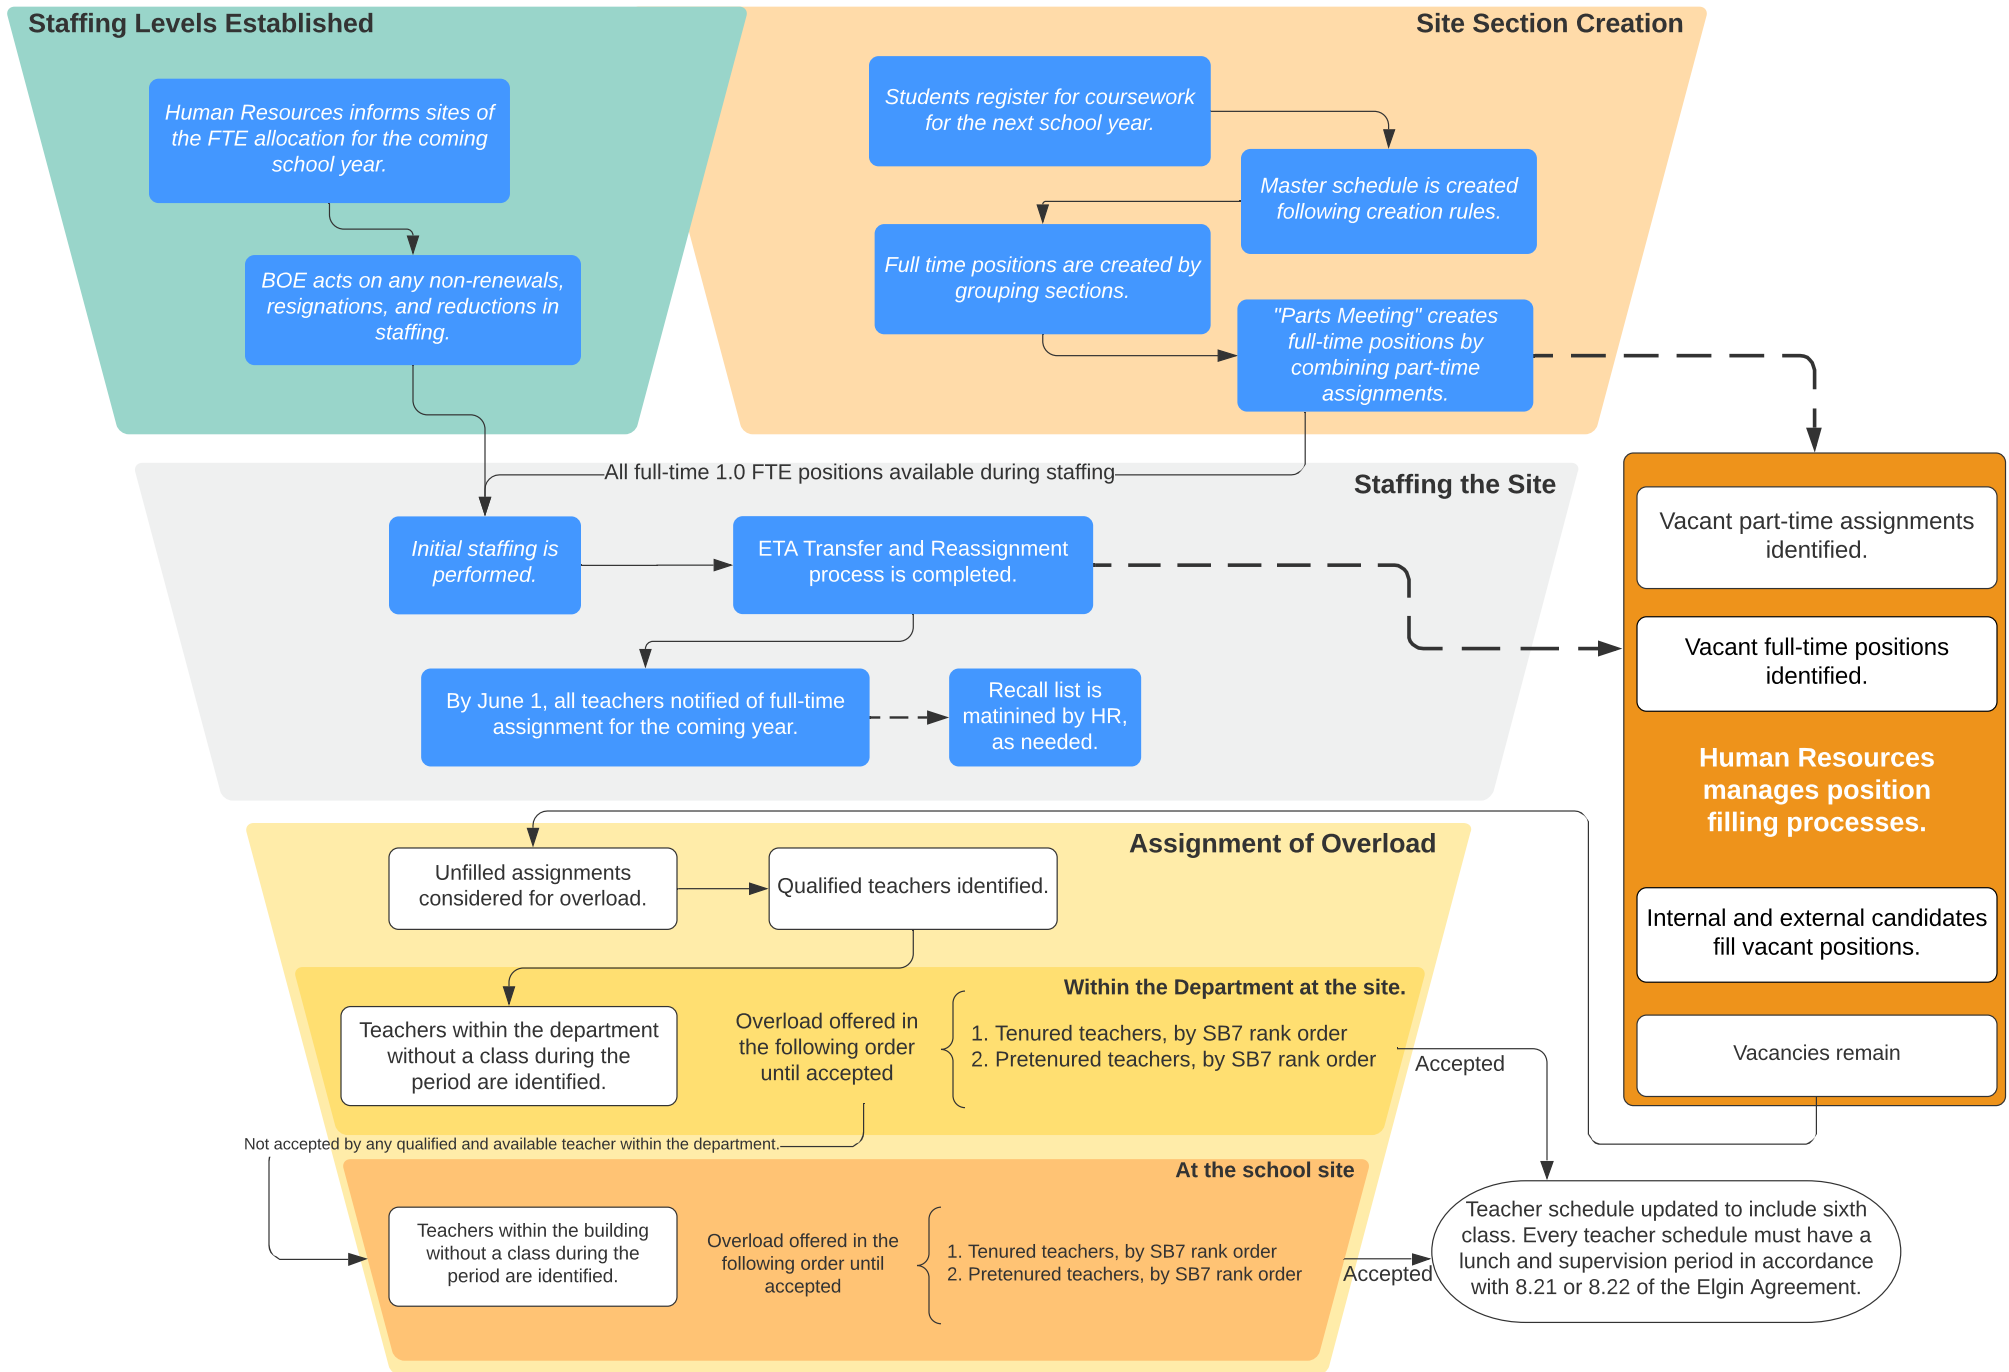 Staffing Levels Established
Human Resources informs sites of
the FTE allocation for the coming
school year.
BOE acts on any non-renewals,
resignations, and reductions in
staffing.
Site Section Creation
Students register for coursework
for the next school year.
Master schedule is created
following creation rules.
Full time positions are created by
grouping sections.
"Parts Meeting" creates
full-time positions by
combining part-time
assignments.
All full-time 1.0 FTE positions available during staffing
Staffing the Site
Initial staffing is
performed.
ETA Transfer and Reassignment
process is completed.
By June 1, all teachers notified of full-time
assignment for the coming year.
Recall list is
matinined by HR,
as needed.
Vacant part-time assignments
identified.
Vacant full-time positions
identified.
Human Resources
manages position
filling processes.
Internal and external candidates
fill vacant positions.
Vacancies remain
Assignment of Overload
Unfilled assignments
considered for overload.
Qualified teachers identified.
Within the Department at the site.
Teachers within the department
without a class during the
period are identified.
Overload offered in
the following order
until accepted
1. Tenured teachers, by SB7 rank order
2. Pretenured teachers, by SB7 rank order
Accepted
Not accepted by any qualified and available teacher within the department.
At the school site
Teachers within the building
without a class during the
period are identified.
Overload offered in the
following order until
accepted
1. Tenured teachers, by SB7 rank order
2. Pretenured teachers, by SB7 rank order
Accepted
Teacher schedule updated to include sixth
class. Every teacher schedule must have a
lunch and supervision period in accordance
with 8.21 or 8.22 of the Elgin Agreement.